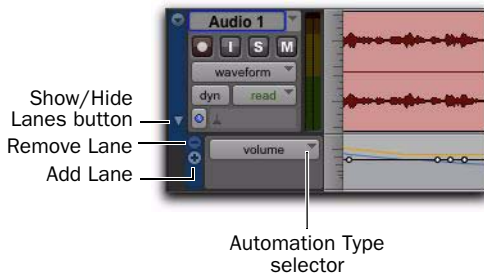 Audio 1
I S M
waveform
dyn read
Show/Hide
Lanes button
Remove Lane
Add Lane
volume
Automation Type
selector